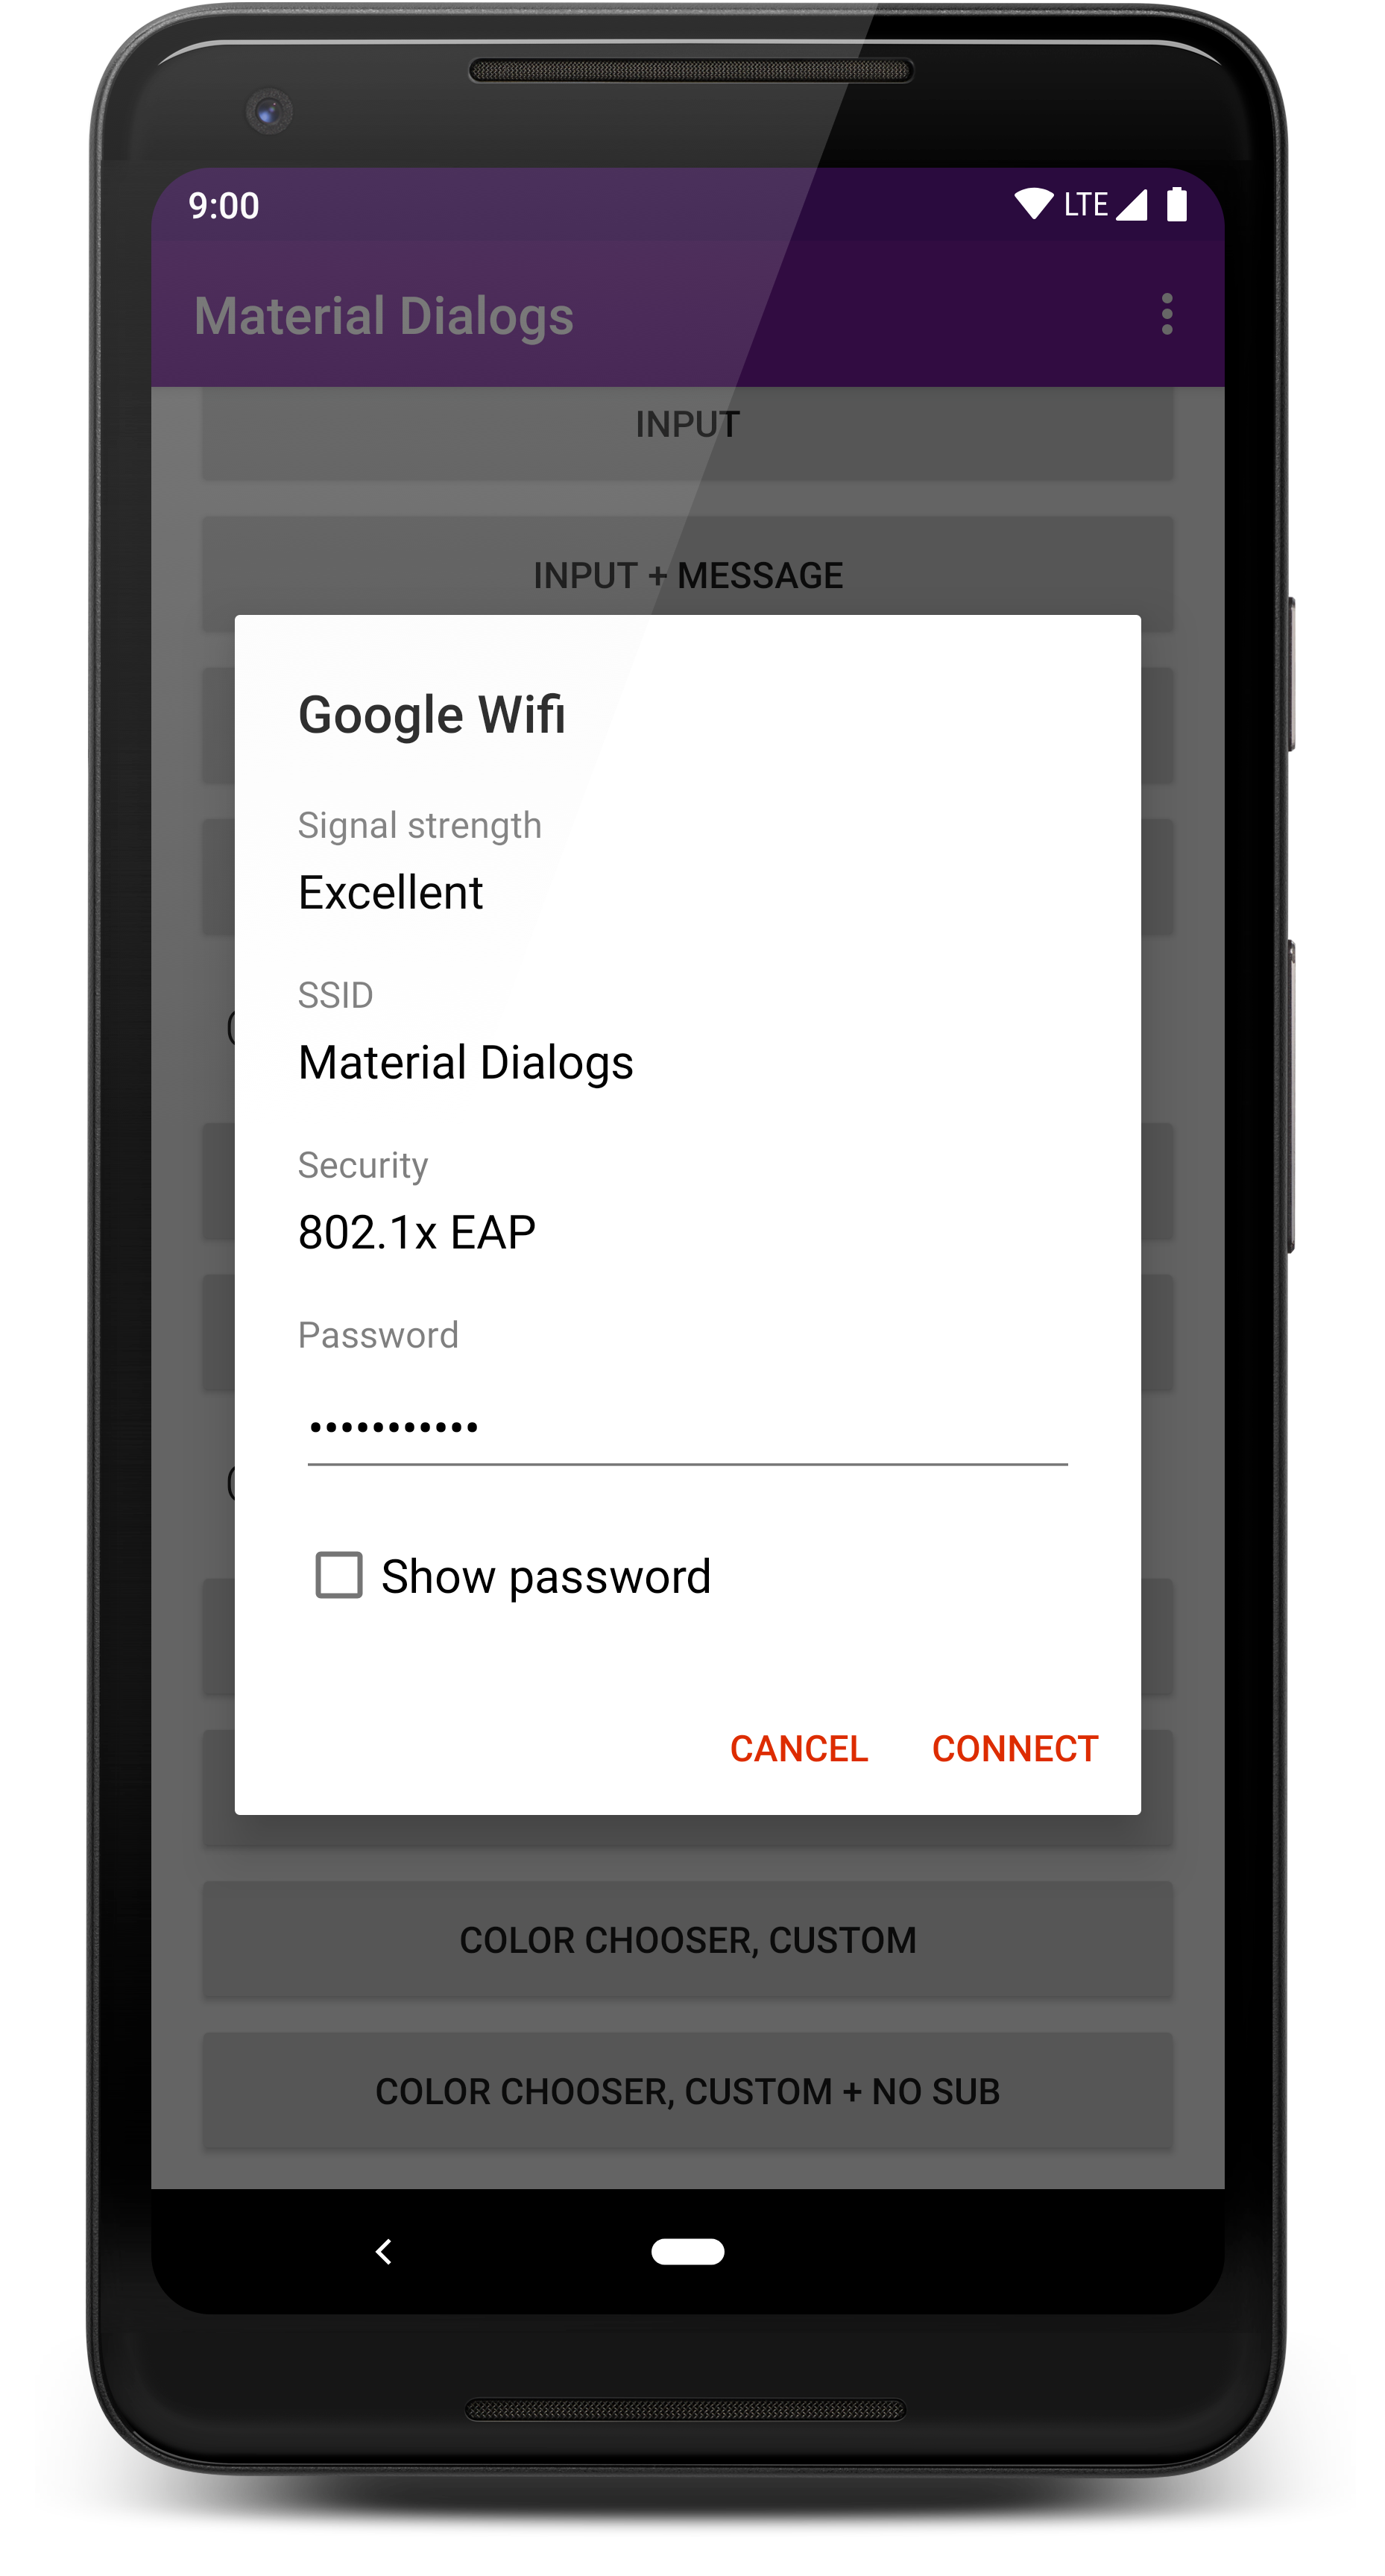 9:00 LTE
Material Dialogs
INPUT
INPUT + MESSAGE
Google Wifi
Signal strength
Excellent
SSID
Material Dialogs
Security
802.1x EAP
Password
•••••••••••
Show password
CANCEL CONNECT
COLOR CHOOSER, CUSTOM
COLOR CHOOSER, CUSTOM + NO SUB